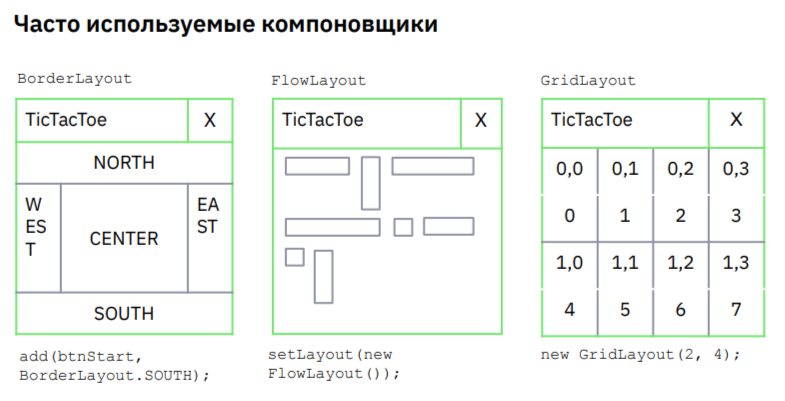 Часто используемые компоновщики
BorderLayout
TicTacToe X
NORTH
W
ES
T
CENTER
EA
ST
SOUTH
add(btnStart,
BorderLayout.SOUTH);
FlowLayout
TicTacToe X
setLayout(new
FlowLayout());
GridLayout
TicTacToe X
0,0 0,1 0,2 0,3
0 1 2 3
1,0 1,1 1,2 1,3
4 5 6 7
new GridLayout(2, 4);